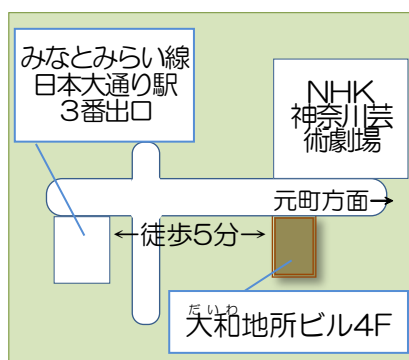 みなとみらい線
日本大通り駅
３番出口
NHK
神奈川芸
術劇場
元町方面→
←徒歩5分→
だいわ
大和地所ビル4F